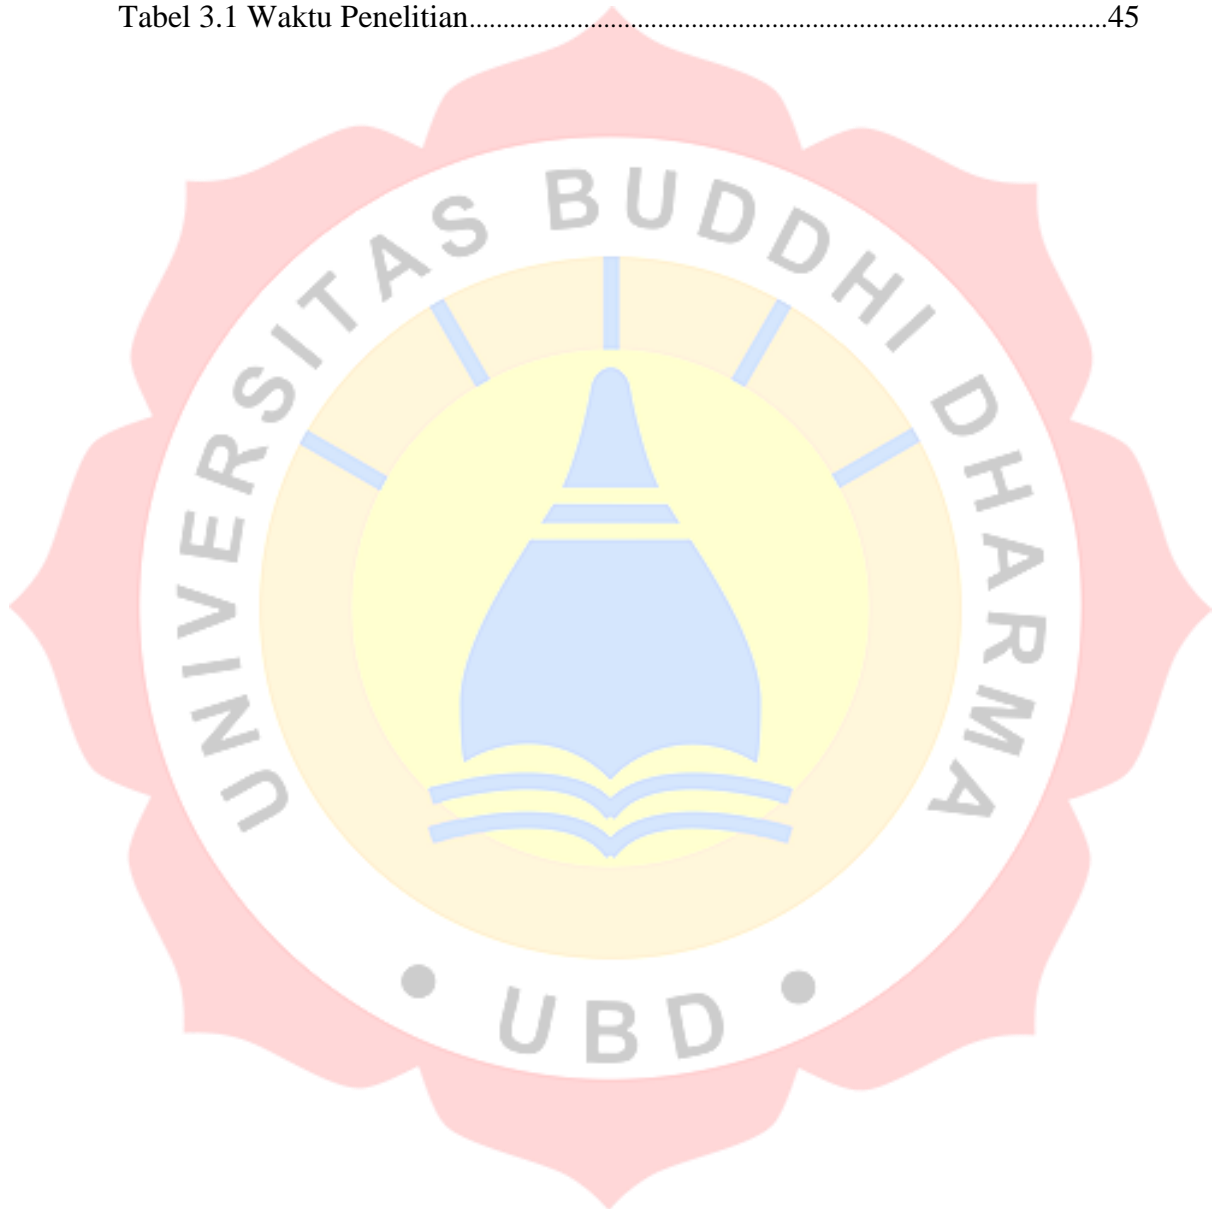 Tabel 3.1 Waktu Penelitian...............................................................................................45
UNIVERSITAS BUDDHI DHARMA
• UBD •